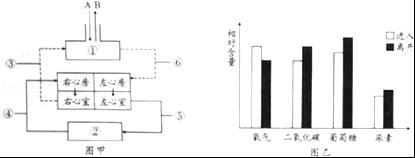 A B
①
③
⑥
右心房 左心房
右心室 左心室
④
⑤
②
图甲
相对含量
进入
离开
氧气 二氧化碳 葡萄糖 尿素
图乙